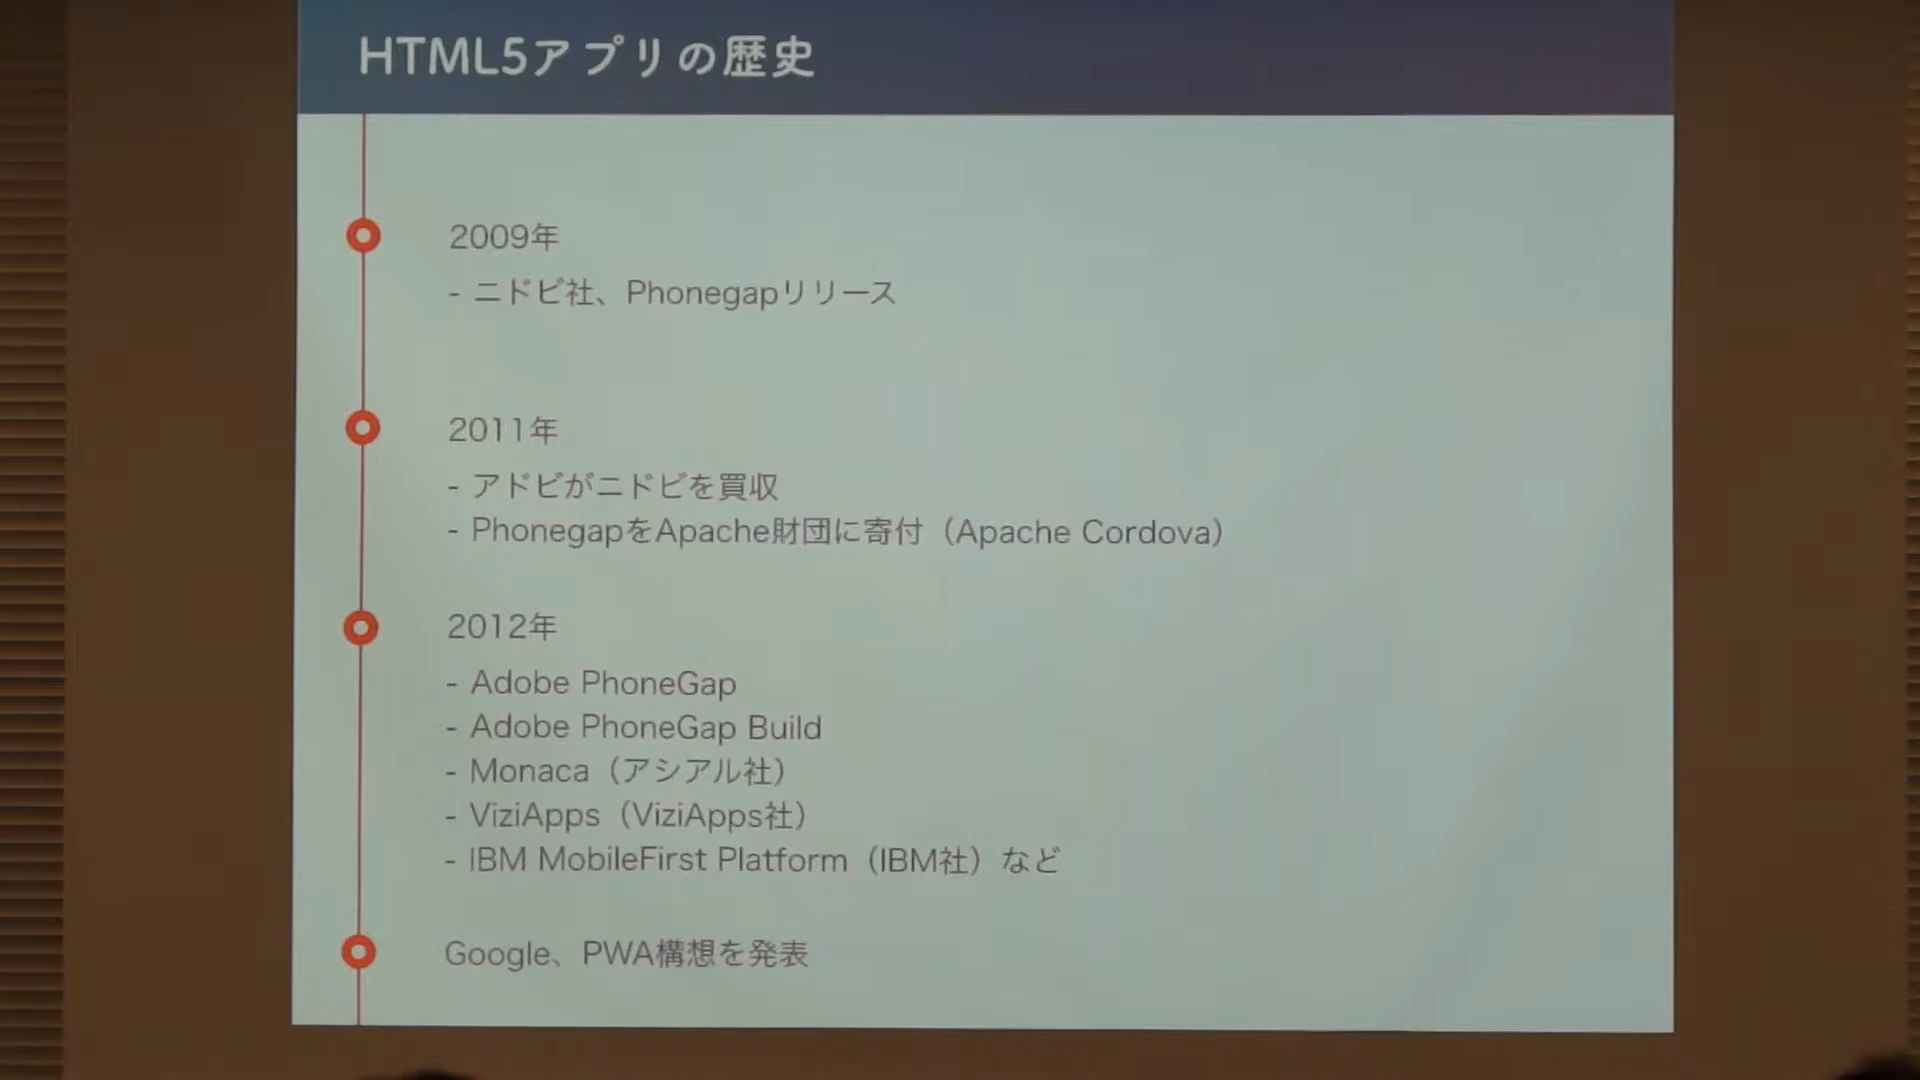 HTML5アプリの歴史
2009年
- ニドビ社、Phonegapリリース
2011年
- アドビがニドビを買収
- PhonegapをApache財団に寄付（Apache Cordova）
2012年
- Adobe PhoneGap
- Adobe PhoneGap Build
- Monaca（アシアル社）
- ViziApps（ViziApps社）
- IBM MobileFirst Platform（IBM社）など
Google、PWA構想を発表